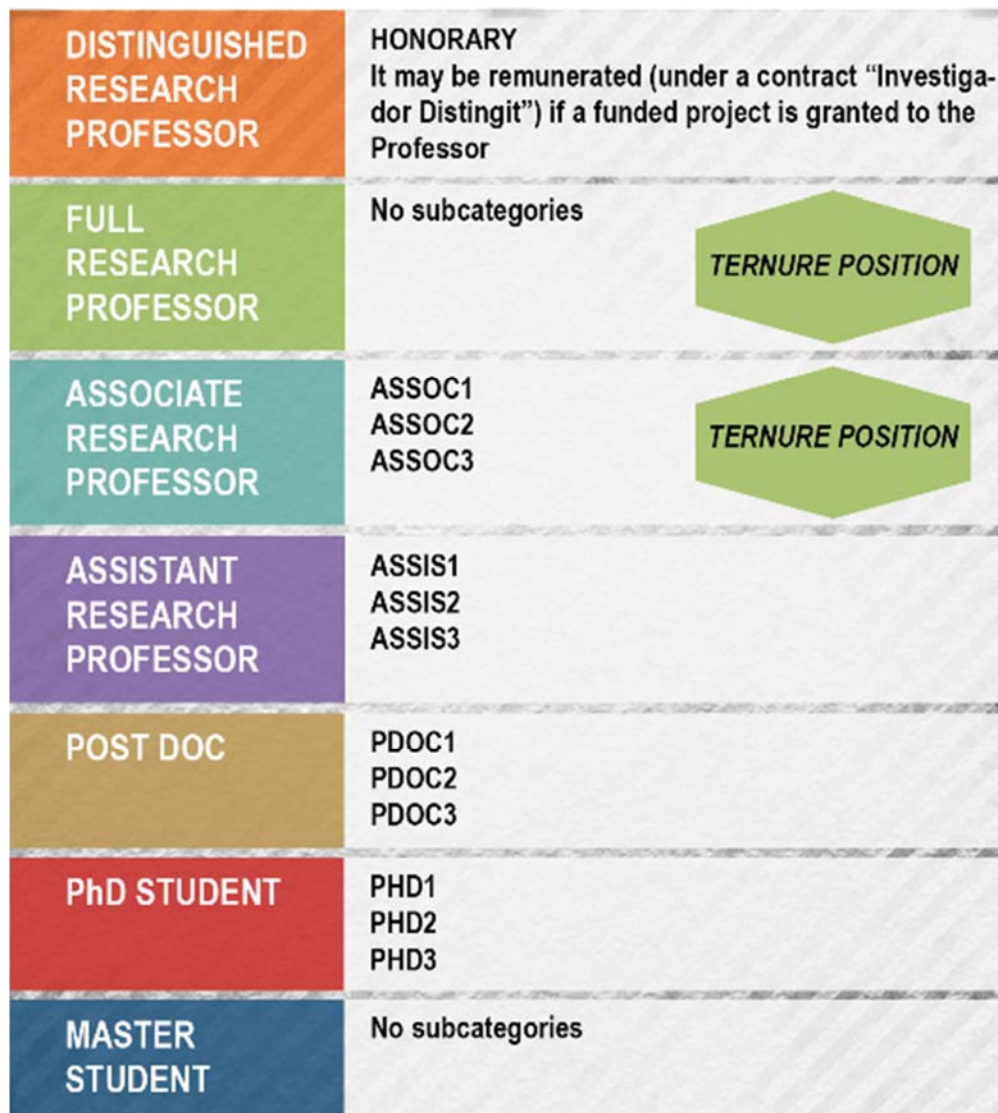 DISTINGUISHED
RESEARCH
PROFESSOR
HONORARY
It may be remunerated (under a contract “Investiga-
dor Distingit”) if a funded project is granted to the
Professor
FULL
RESEARCH
PROFESSOR
No subcategories
TERNURE POSITION
ASSOCIATE
RESEARCH
PROFESSOR
ASSOC1
ASSOC2
ASSOC3
TERNURE POSITION
ASSISTANT
RESEARCH
PROFESSOR
ASSIS1
ASSIS2
ASSIS3
POST DOC
PDOC1
PDOC2
PDOC3
PhD STUDENT
PHD1
PHD2
PHD3
MASTER
STUDENT
No subcategories